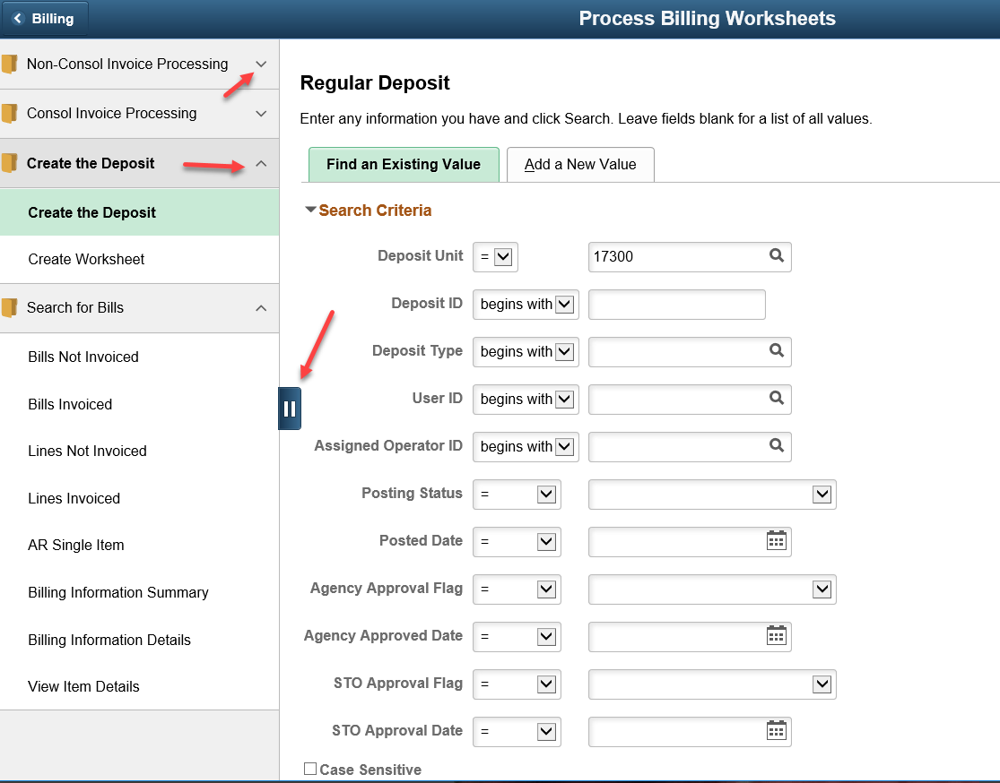 Billing
Process Billing Worksheets
Non-Consol Invoice Processing
Consol Invoice Processing
Create the Deposit
Create the Deposit
Create Worksheet
Search for Bills
Bills Not Invoiced
Bills Invoiced
Lines Not Invoiced
Lines Invoiced
AR Single Item
Billing Information Summary
Billing Information Details
View Item Details
Regular Deposit
Enter any information you have and click Search. Leave fields blank for a list of all values.
Find an Existing Value
Add a New Value
Search Criteria
Deposit Unit = 17300
Deposit ID begins with
Deposit Type begins with
User ID begins with
Assigned Operator ID begins with
Posting Status =
Posted Date =
Agency Approval Flag =
Agency Approved Date =
STO Approval Flag =
STO Approval Date =
Case Sensitive